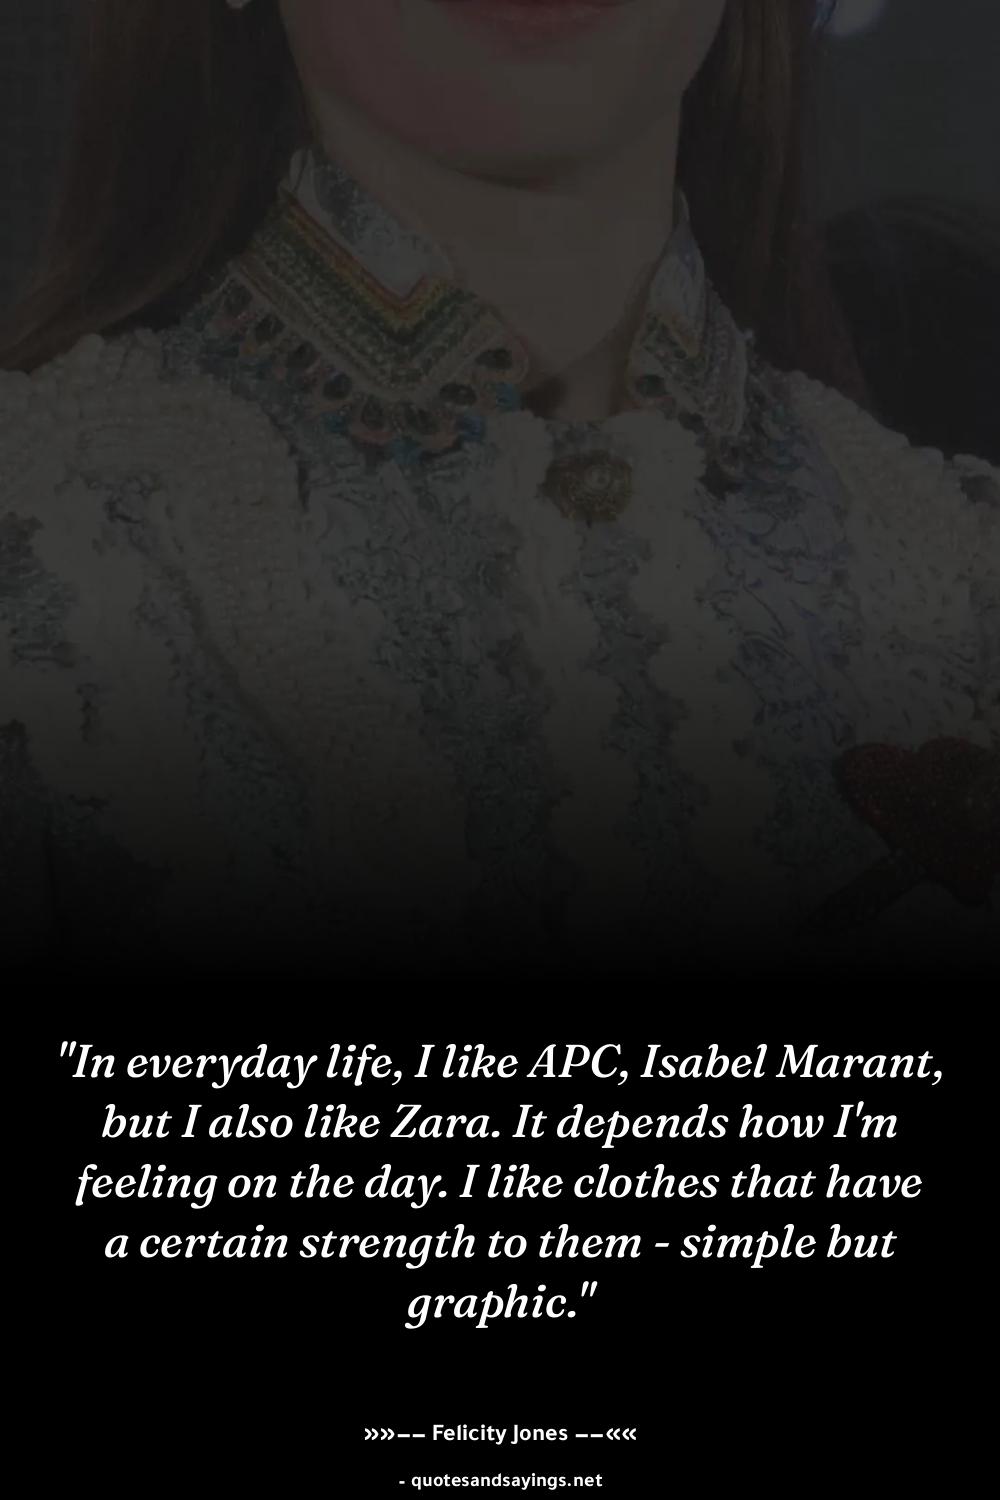 "In everyday life, I like APC, Isabel Marant,
but I also like Zara. It depends how I'm
feeling on the day. I like clothes that have
a certain strength to them - simple but
graphic."
»»–– Felicity Jones ––««
- quotesandsayings.net